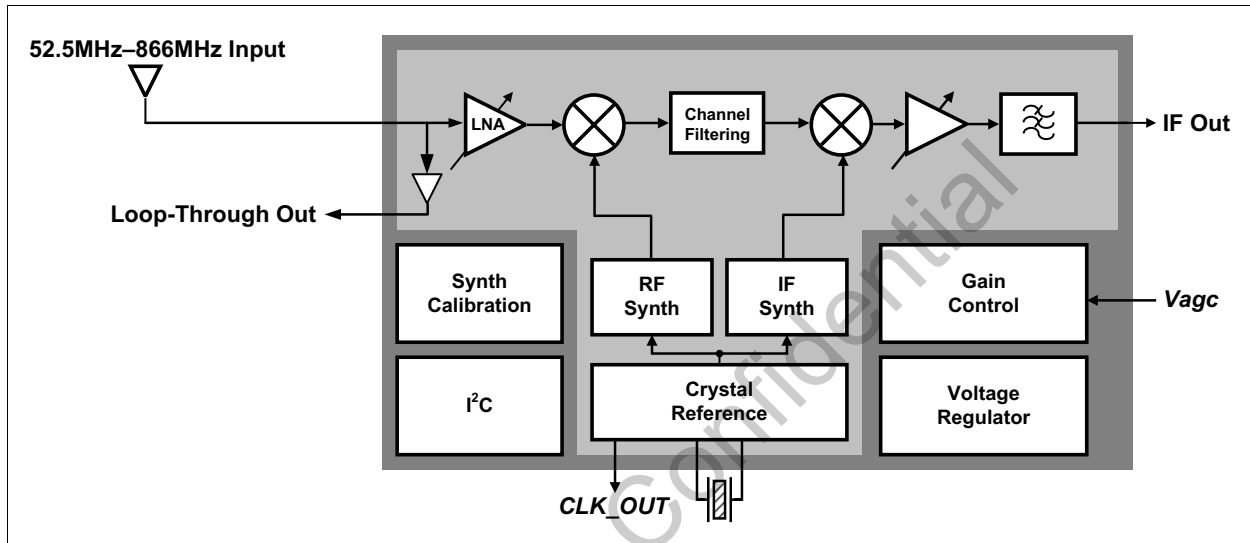 52.5MHz–866MHz Input
LNA
Channel
Filtering
IF Out
Loop-Through Out
Synth
Calibration
RF
Synth
IF
Synth
Gain
Control
Vagc
I²C
Crystal
Reference
Voltage
Regulator
CLK_OUT
Confidential